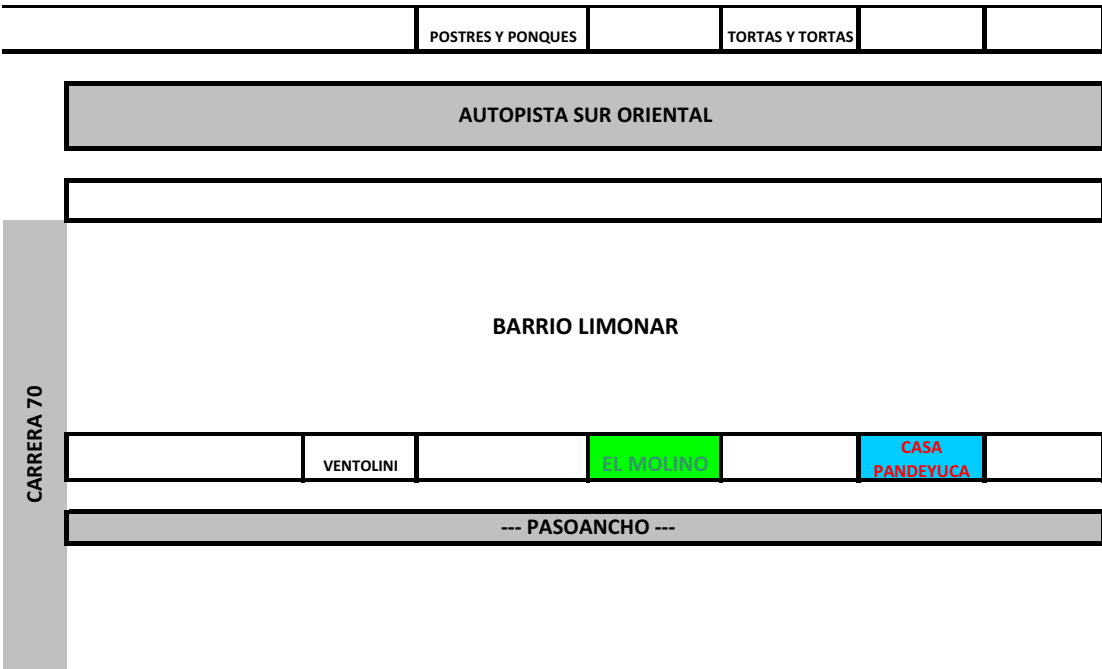 POSTRES Y PONQUES
TORTAS Y TORTAS
AUTOPISTA SUR ORIENTAL
BARRIO LIMONAR
CARRERA 70
VENTOLINI
EL MOLINO
CASA
PANDEYUCA
--- PASOANCHO ---